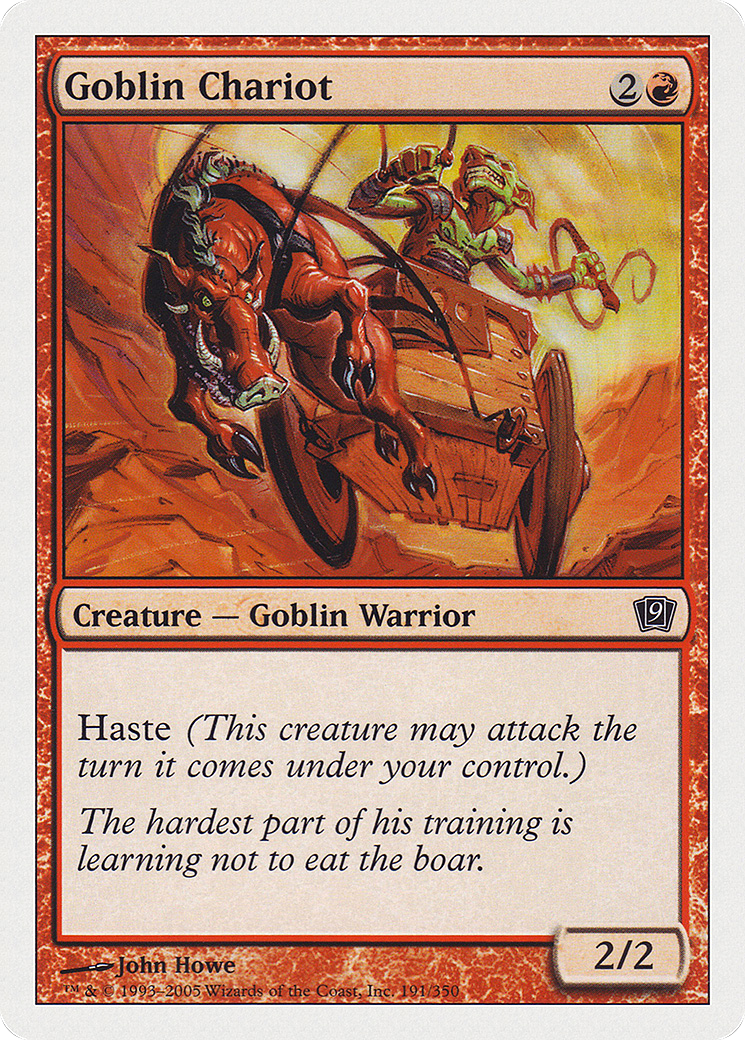 Goblin Chariot 2
Creature — Goblin Warrior 9
Haste (This creature may attack the
turn it comes under your control.)
The hardest part of his training is
learning not to eat the boar.
2/2
John Howe
™ & © 1993–2005 Wizards of the Coast, Inc. 191/350